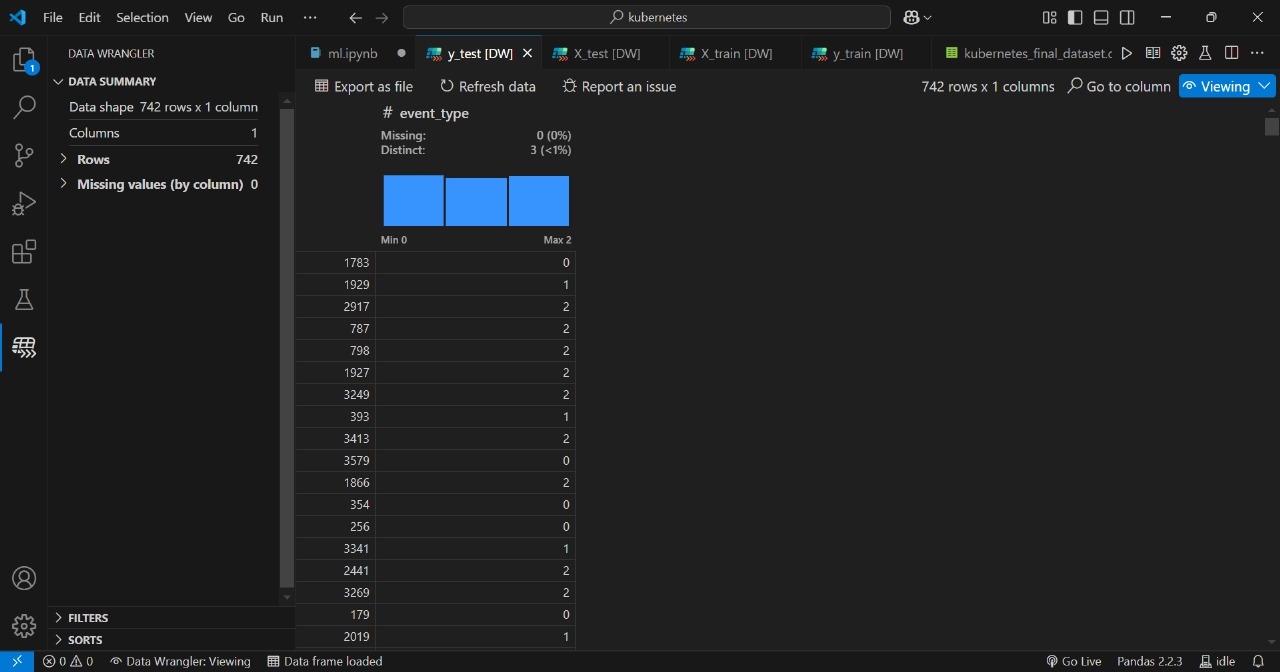 File Edit Selection View Go Run ··· kubernetes
DATA WRANGLER
ml.ipynb y_test [DW] X_test [DW] X_train [DW] y_train [DW] kubernetes_final_dataset.c
1
DATA SUMMARY
Data shape 742 rows x 1 column
Columns 1
Rows 742
Missing values (by column) 0
Export as file Refresh data Report an issue 742 rows x 1 columns Go to column Viewing
# event_type
Missing: 0 (0%)
Distinct: 3 (<1%)
Min 0 Max 2
1783 0
1929 1
2917 2
787 2
798 2
1927 2
3249 2
393 1
3413 2
3579 0
1866 2
354 0
256 0
3341 1
2441 2
3269 2
179 0
2019 1
FILTERS
SORTS
0 0 Data Wrangler: Viewing Data frame loaded Go Live Pandas 2.2.3 idle